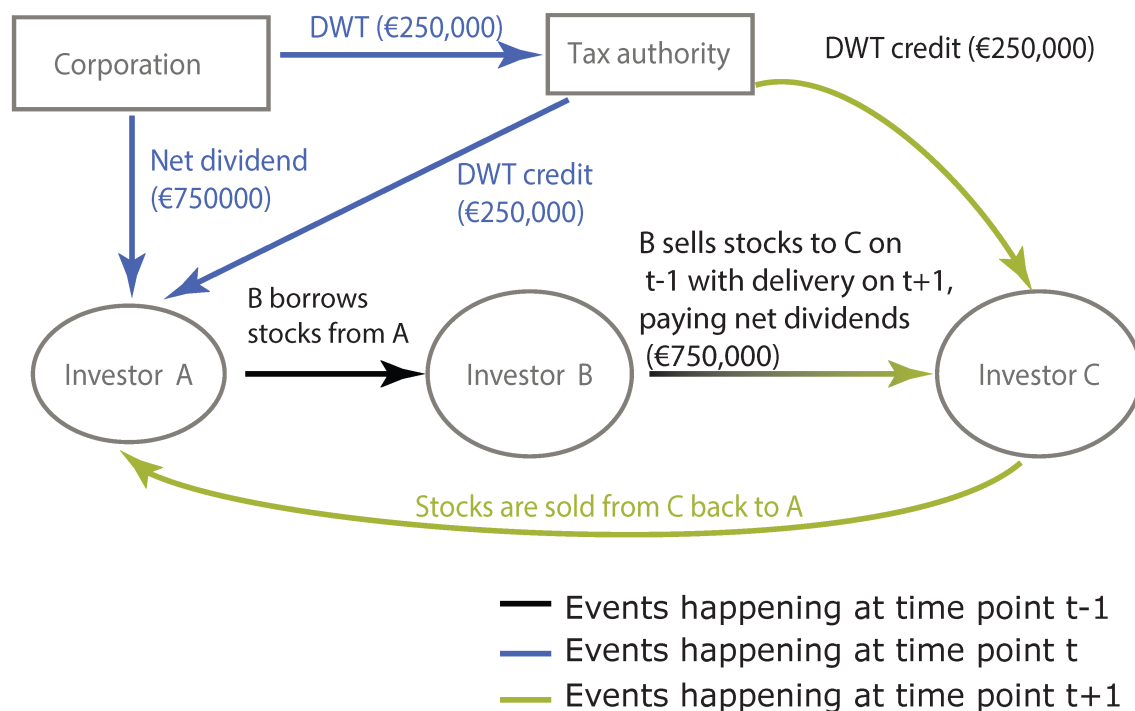 DWT (€250,000)
Corporation
Tax authority
DWT credit (€250,000)
Net dividend
(€750000)
DWT credit
(€250,000)
B borrows
stocks from A
B sells stocks to C on
t-1 with delivery on t+1,
paying net dividends
(€750,000)
Investor A
Investor B
Investor C
Stocks are sold from C back to A
Events happening at time point t-1
Events happening at time point t
Events happening at time point t+1